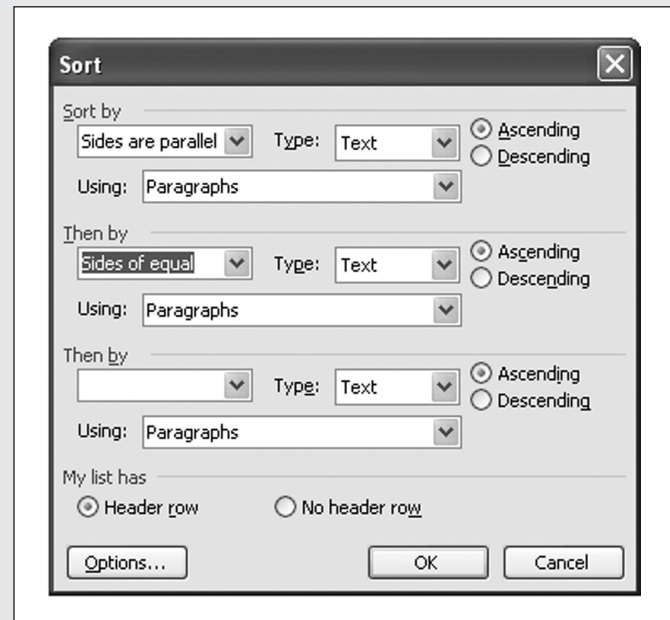 Sort
Sort by
Sides are parallel Type: Text Ascending
Descending
Using: Paragraphs
Then by
Sides of equal Type: Text Ascending
Descending
Using: Paragraphs
Then by
Type: Text Ascending
Descending
Using: Paragraphs
My list has
Header row No header row
Options... OK Cancel